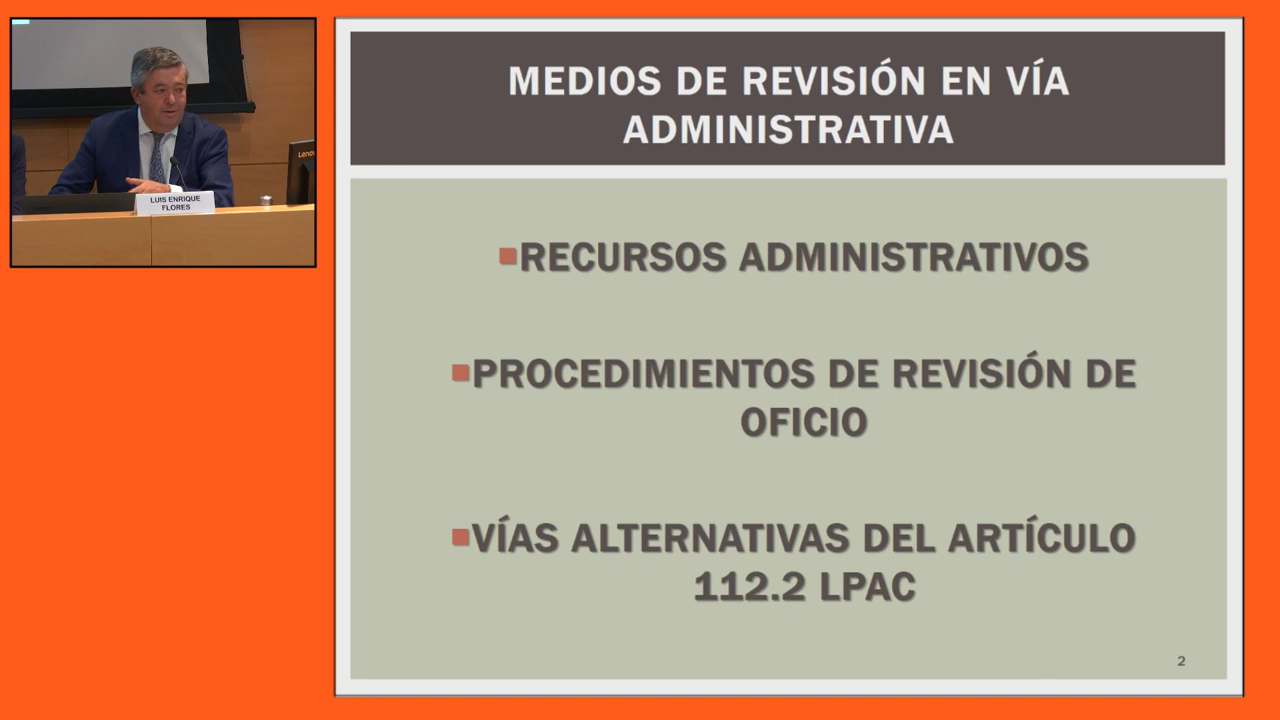 Lenovo
LUIS ENRIQUE
FLORES
MEDIOS DE REVISIÓN EN VÍA
ADMINISTRATIVA
RECURSOS ADMINISTRATIVOS
PROCEDIMIENTOS DE REVISIÓN DE
OFICIO
VÍAS ALTERNATIVAS DEL ARTÍCULO
112.2 LPAC
2